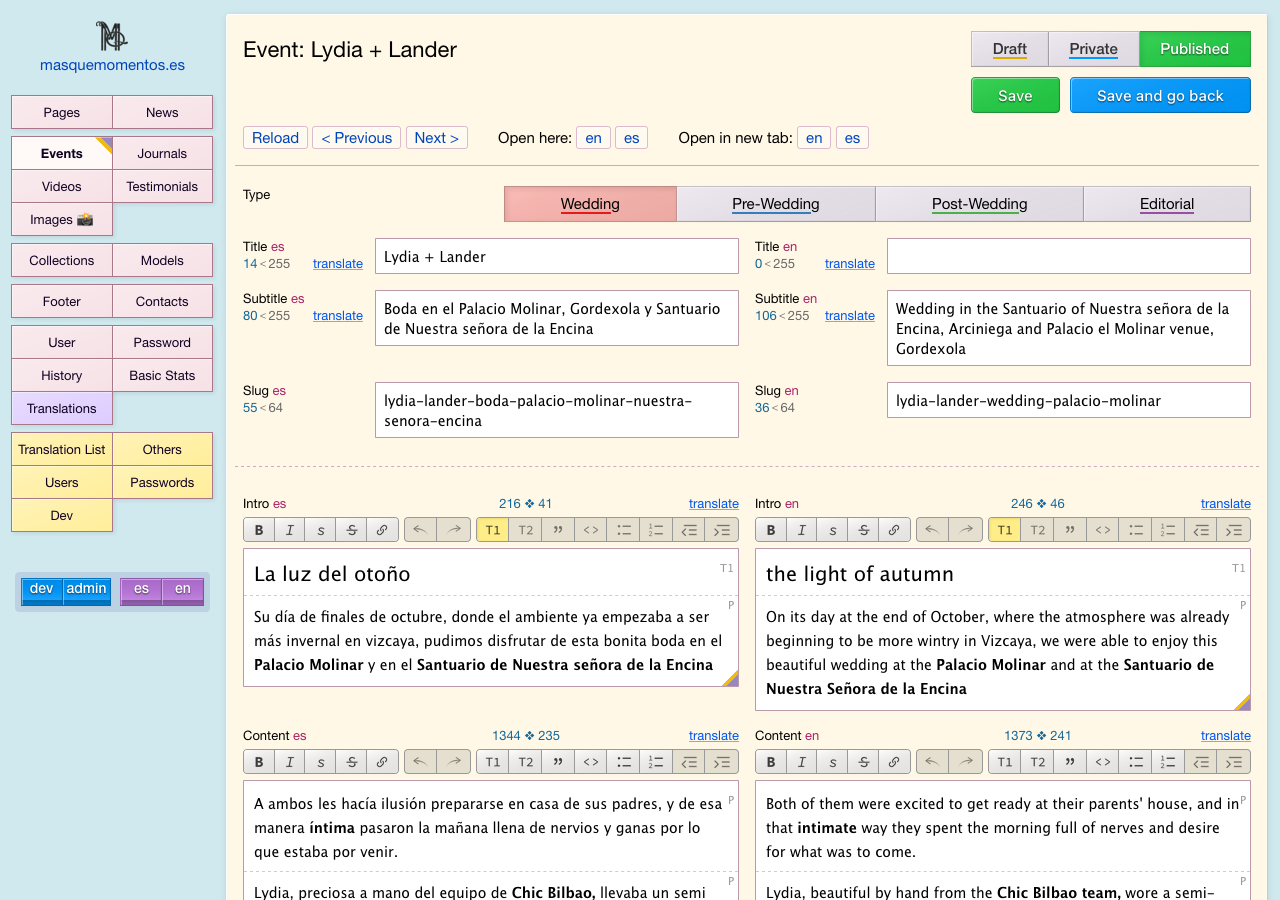 masquemomentos.es
Pages
News
Events
Journals
Videos
Testimonials
Images
Collections
Models
Footer
Contacts
User
Password
History
Basic Stats
Translations
Translation List
Others
Users
Passwords
Dev
dev
admin
es
en
Event: Lydia + Lander
Draft
Private
Published
Save
Save and go back
Reload
< Previous
Next >
Open here:
en
es
Open in new tab:
en
es
Type
Wedding
Pre-Wedding
Post-Wedding
Editorial
Title es
14 < 255
translate
Lydia + Lander
Title en
0 < 255
translate
Subtitle es
80 < 255
translate
Boda en el Palacio Molinar, Gordexola y Santuario
de Nuestra señora de la Encina
Subtitle en
106 < 255
translate
Wedding in the Santuario of Nuestra señora de la
Encina, Arciniega and Palacio el Molinar venue,
Gordexola
Slug es
55 < 64
lydia-lander-boda-palacio-molinar-nuestra-
senora-encina
Slug en
36 < 64
lydia-lander-wedding-palacio-molinar
Intro es
216 ❖ 41
translate
B I s S T1 T2 ” <>
La luz del otoño
T1
P
Su día de finales de octubre, donde el ambiente ya empezaba a ser
más invernal en vizcaya, pudimos disfrutar de esta bonita boda en el
Palacio Molinar y en el Santuario de Nuestra señora de la Encina
Intro en
246 ❖ 46
translate
B I s S T1 T2 ” <>
the light of autumn
T1
P
On its day at the end of October, where the atmosphere was already
beginning to be more wintry in Vizcaya, we were able to enjoy this
beautiful wedding at the Palacio Molinar and at the Santuario de
Nuestra Señora de la Encina
Content es
1344 ❖ 235
translate
B I s S T1 T2 ” <>
P
A ambos les hacía ilusión prepararse en casa de sus padres, y de esa
manera íntima pasaron la mañana llena de nervios y ganas por lo
que estaba por venir.
P
Lydia, preciosa a mano del equipo de Chic Bilbao, llevaba un semi
Content en
1373 ❖ 241
translate
B I s S T1 T2 ” <>
P
Both of them were excited to get ready at their parents' house, and in
that intimate way they spent the morning full of nerves and desire
for what was to come.
P
Lydia, beautiful by hand from the Chic Bilbao team, wore a semi-